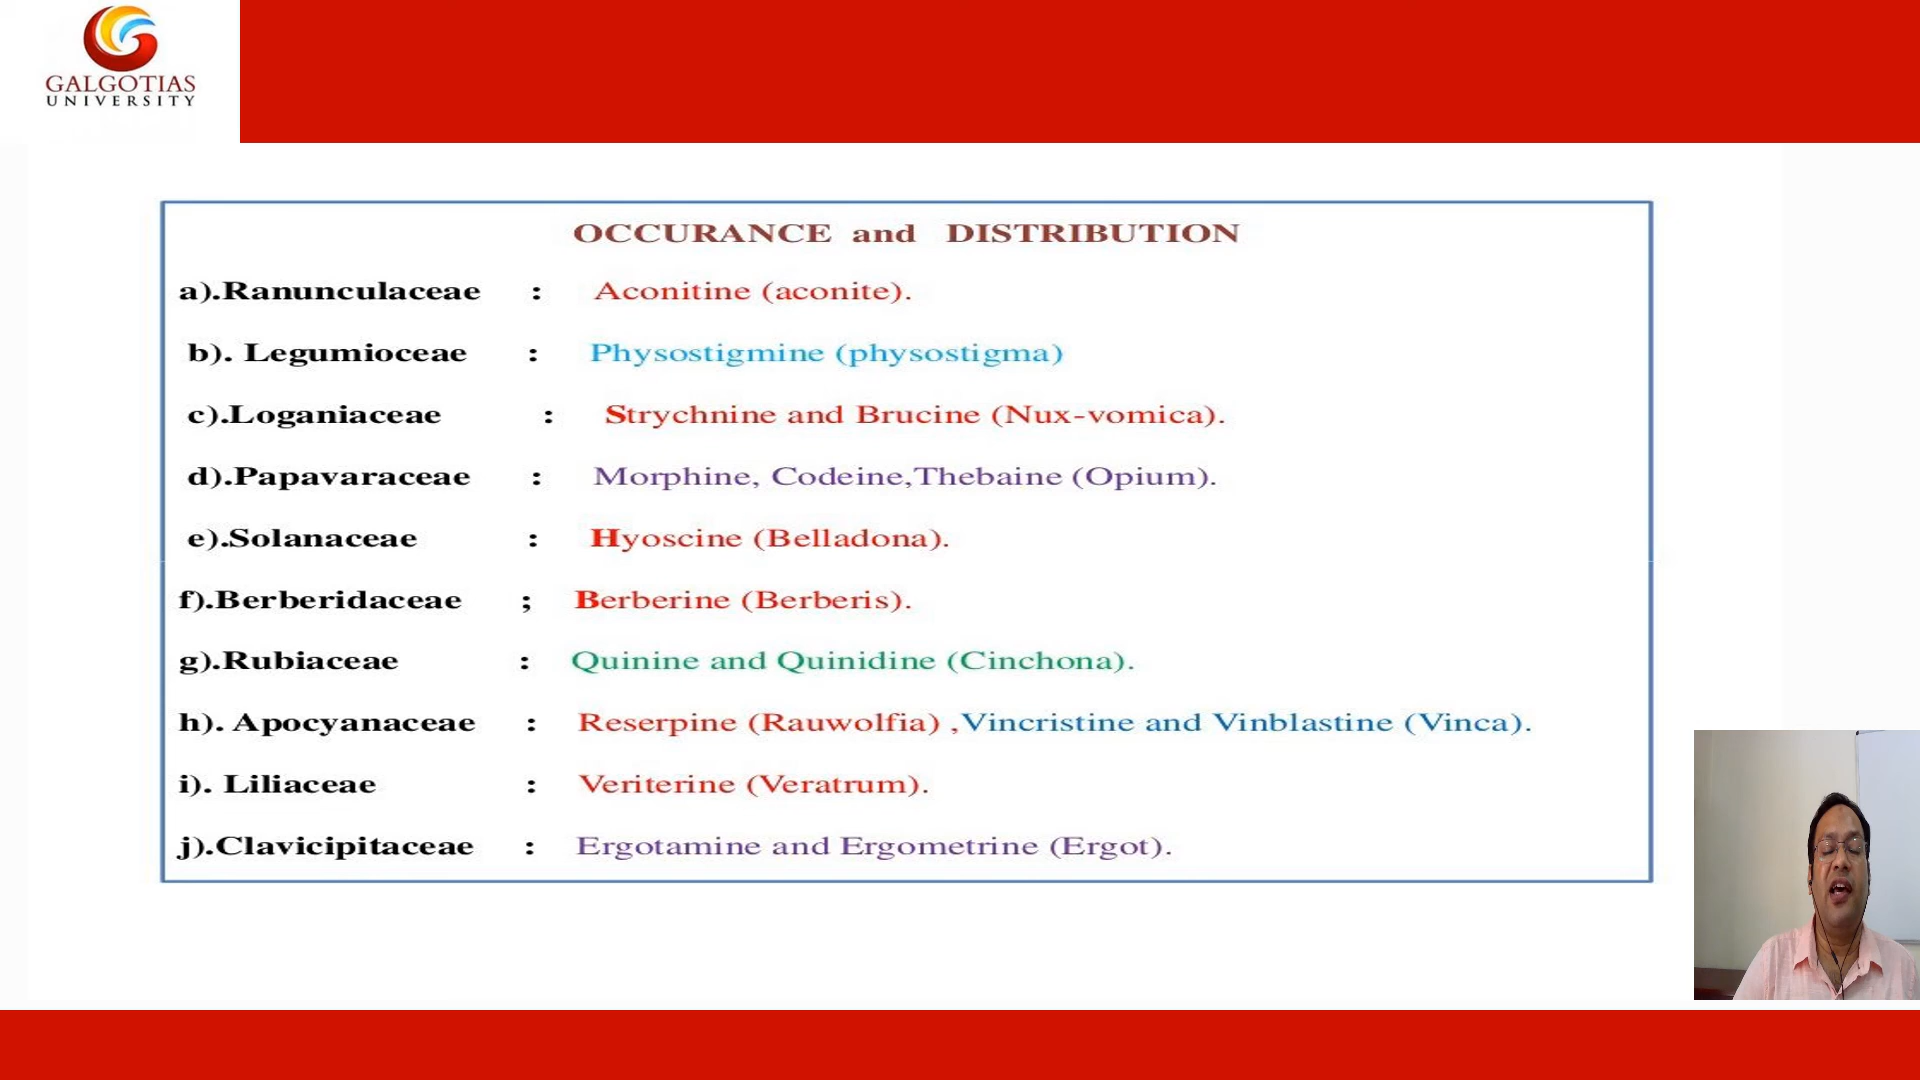 GALGOTIAS
UNIVERSITY
OCCURANCE and DISTRIBUTION
a).Ranunculaceae : Aconitine (aconite).
b). Legumioceae : Physostigmine (physostigma)
c).Loganiaceae : Strychnine and Brucine (Nux-vomica).
d).Papavaraceae : Morphine, Codeine,Thebaine (Opium).
e).Solanaceae : Hyoscine (Belladona).
f).Berberidaceae ; Berberine (Berberis).
g).Rubiaceae : Quinine and Quinidine (Cinchona).
h). Apocyanaceae : Reserpine (Rauwolfia) ,Vincristine and Vinblastine (Vinca).
i). Liliaceae : Veriterine (Veratrum).
j).Clavicipitaceae : Ergotamine and Ergometrine (Ergot).